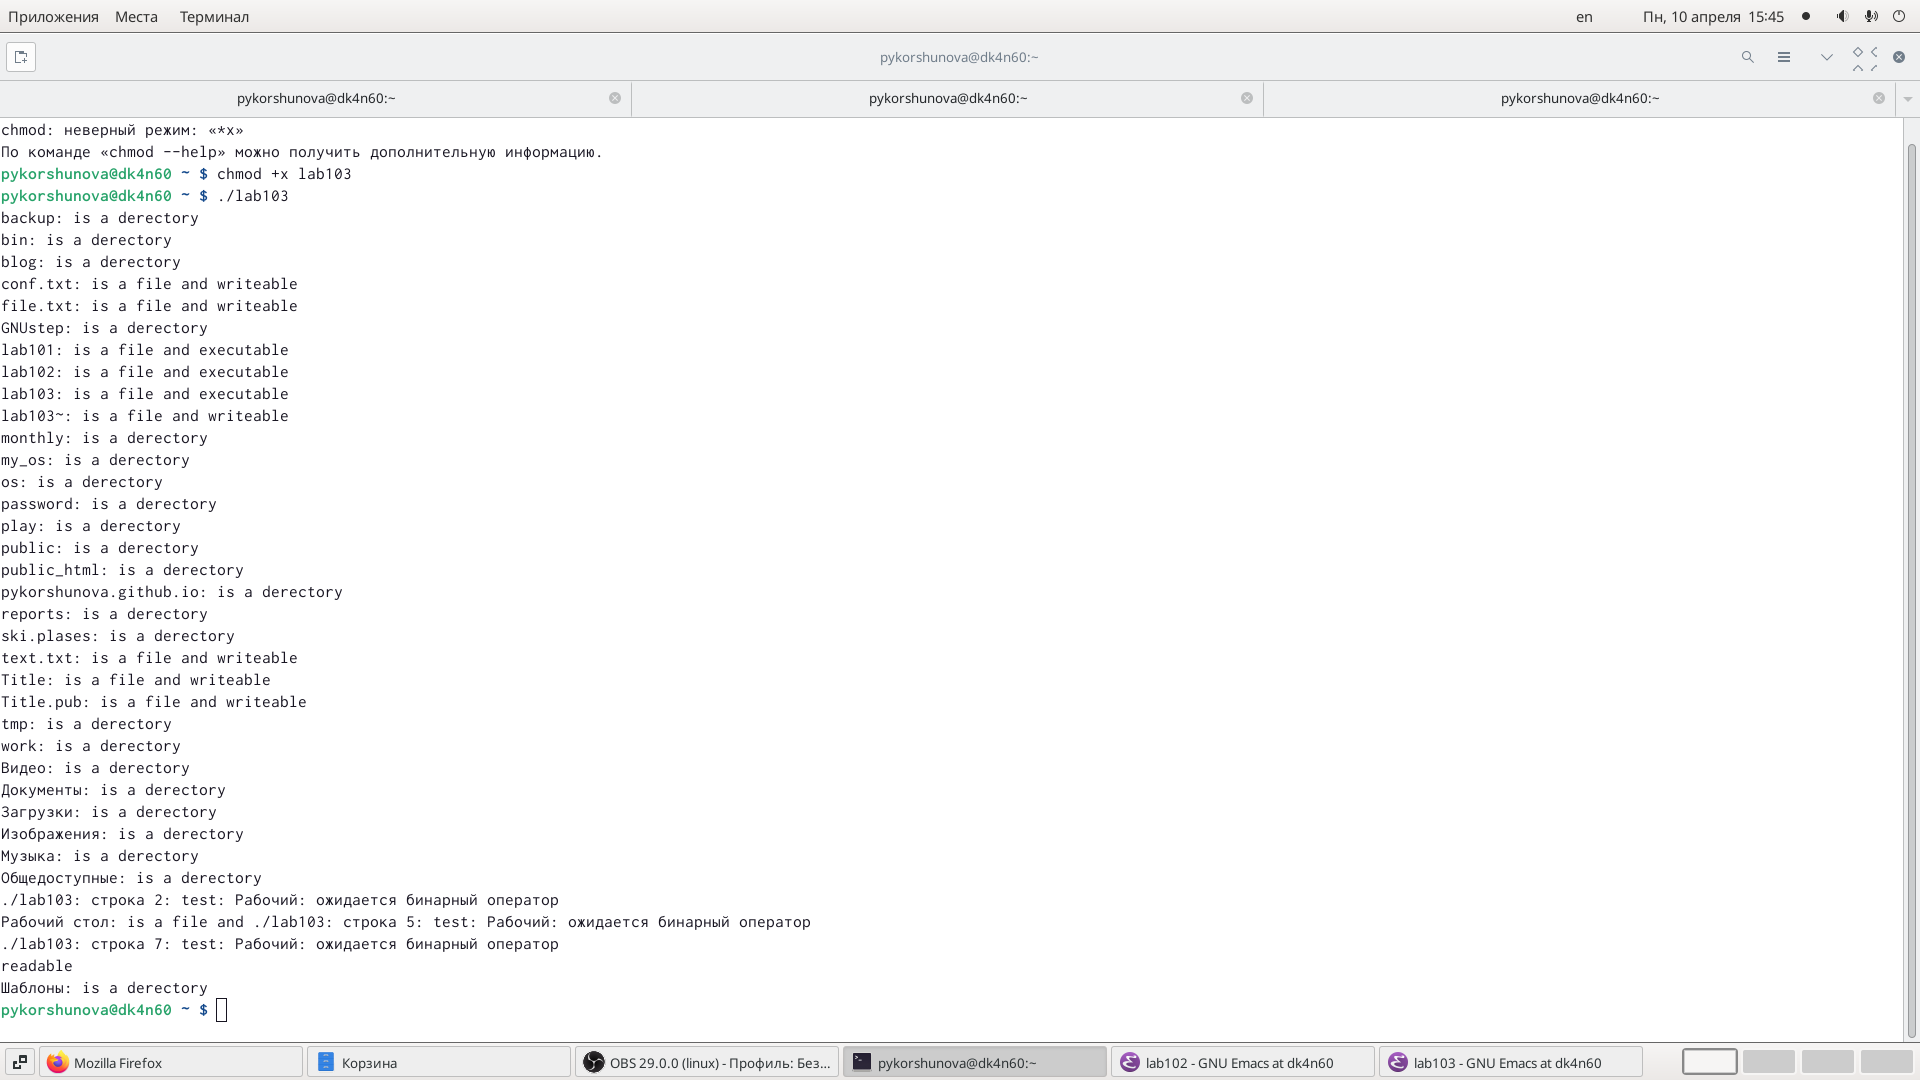 Приложения Места Терминал en Пн, 10 апреля 15:45
pykorshunova@dk4n60:~
pykorshunova@dk4n60:~ pykorshunova@dk4n60:~ pykorshunova@dk4n60:~
chmod: неверный режим: «*x»
По команде «chmod --help» можно получить дополнительную информацию.
pykorshunova@dk4n60 ~ $ chmod +x lab103
pykorshunova@dk4n60 ~ $ ./lab103
backup: is a derectory
bin: is a derectory
blog: is a derectory
conf.txt: is a file and writeable
file.txt: is a file and writeable
GNUstep: is a derectory
lab101: is a file and executable
lab102: is a file and executable
lab103: is a file and executable
lab103~: is a file and writeable
monthly: is a derectory
my_os: is a derectory
os: is a derectory
password: is a derectory
play: is a derectory
public: is a derectory
public_html: is a derectory
pykorshunova.github.io: is a derectory
reports: is a derectory
ski.plases: is a derectory
text.txt: is a file and writeable
Title: is a file and writeable
Title.pub: is a file and writeable
tmp: is a derectory
work: is a derectory
Видео: is a derectory
Документы: is a derectory
Загрузки: is a derectory
Изображения: is a derectory
Музыка: is a derectory
Общедоступные: is a derectory
./lab103: строка 2: test: Рабочий: ожидается бинарный оператор
Рабочий стол: is a file and ./lab103: строка 5: test: Рабочий: ожидается бинарный оператор
./lab103: строка 7: test: Рабочий: ожидается бинарный оператор
readable
Шаблоны: is a derectory
pykorshunova@dk4n60 ~ $
Mozilla Firefox Корзина OBS 29.0.0 (linux) - Профиль: Без... pykorshunova@dk4n60:~ lab102 - GNU Emacs at dk4n60 lab103 - GNU Emacs at dk4n60